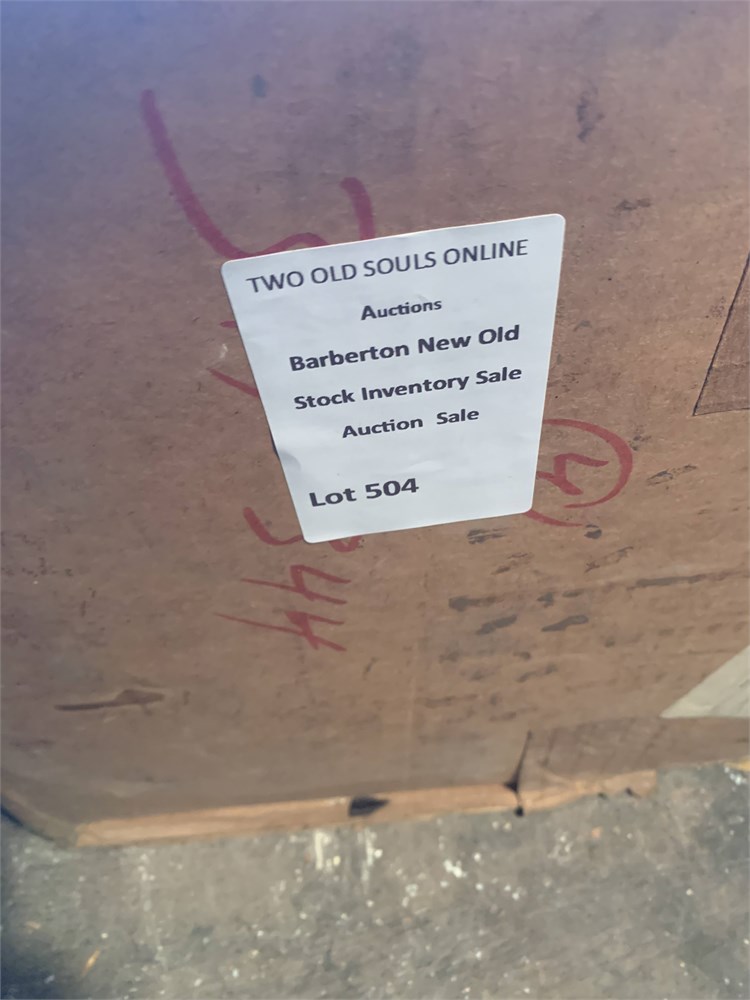 TWO OLD SOULS ONLINE
Auctions
Barberton New Old
Stock Inventory Sale
Auction Sale
Lot 504